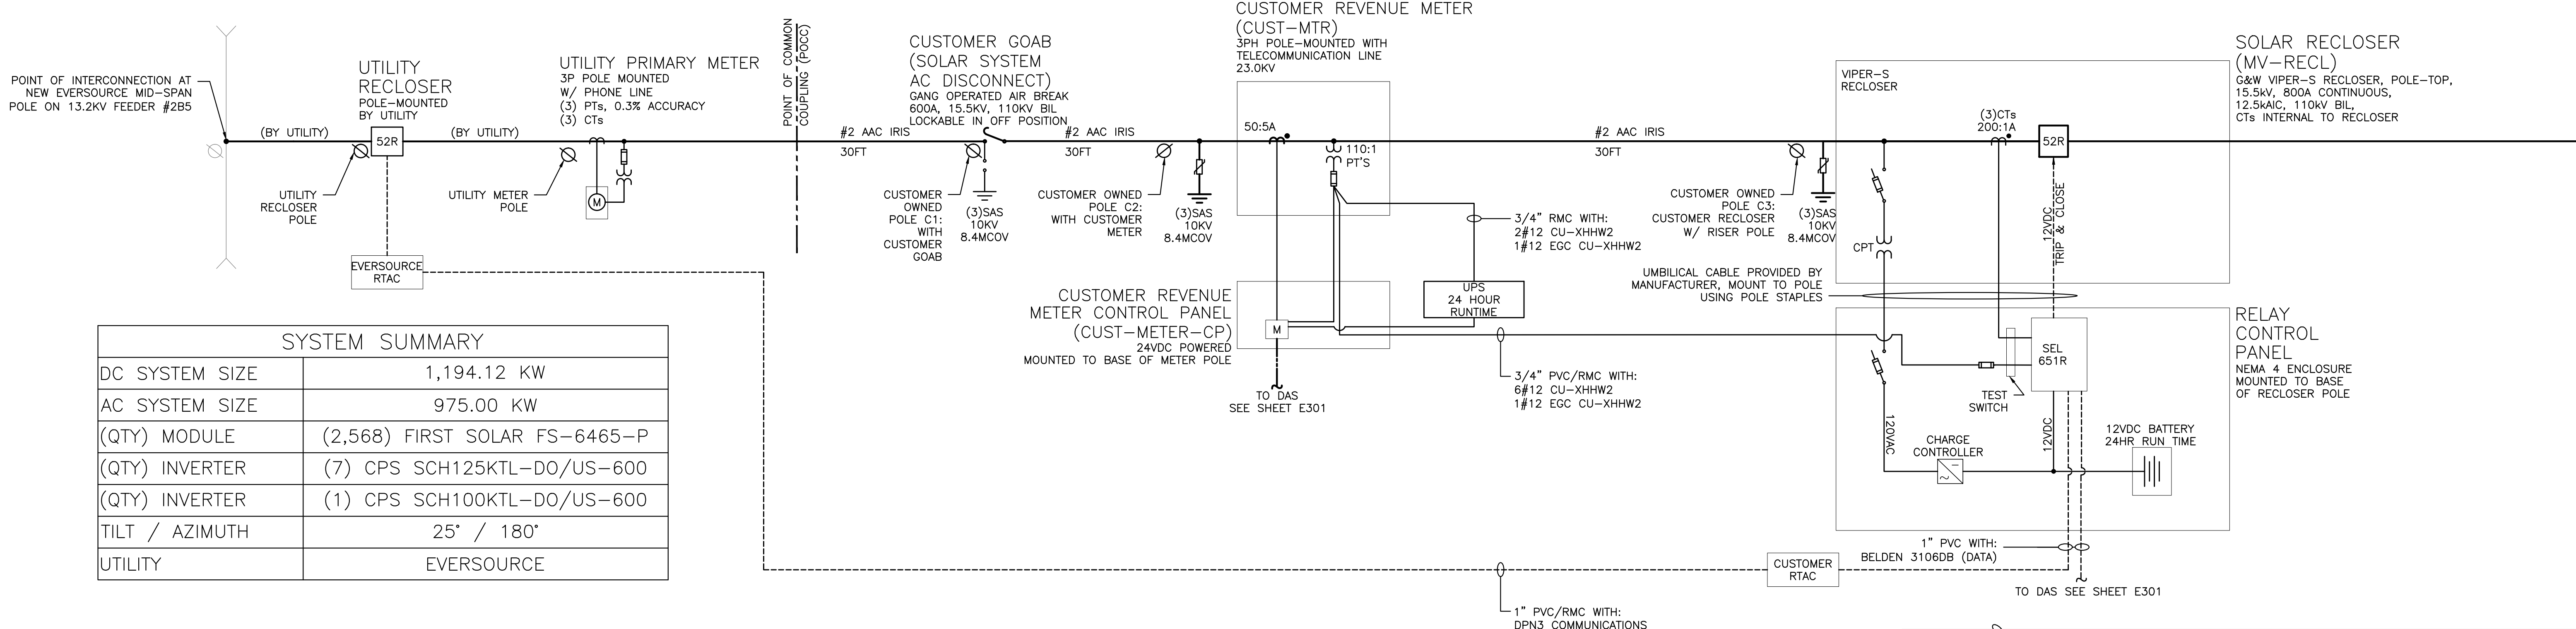 POINT OF INTERCONNECTION AT
NEW EVERSOURCE MID-SPAN
POLE ON 13.2KV FEEDER #2B5
(BY UTILITY)
UTILITY
RECLOSER
POLE-MOUNTED
BY UTILITY
52R
(BY UTILITY)
UTILITY
RECLOSER
POLE
EVERSOURCE
RTAC
UTILITY PRIMARY METER
3P POLE MOUNTED
W/ PHONE LINE
(3) PTs, 0.3% ACCURACY
(3) CTs
UTILITY METER
POLE
M
POINT OF COMMON
COUPLING (POCC)
CUSTOMER GOAB
(SOLAR SYSTEM
AC DISCONNECT)
GANG OPERATED AIR BREAK
600A, 15.5KV, 110KV BIL
LOCKABLE IN OFF POSITION
#2 AAC IRIS
30FT
#2 AAC IRIS
30FT
CUSTOMER
OWNED
POLE C1:
WITH
CUSTOMER
GOAB
(3)SAS
10KV
8.4MCOV
CUSTOMER OWNED
POLE C2:
WITH CUSTOMER
METER
(3)SAS
10KV
8.4MCOV
CUSTOMER REVENUE METER
(CUST-MTR)
3PH POLE-MOUNTED WITH
TELECOMMUNICATION LINE
23.0KV
50:5A
110:1
PT'S
3/4" RMC WITH:
2#12 CU-XHHW2
1#12 EGC CU-XHHW2
UPS
24 HOUR
RUNTIME
CUSTOMER REVENUE
METER CONTROL PANEL
(CUST-METER-CP)
24VDC POWERED
MOUNTED TO BASE OF METER POLE
M
TO DAS
SEE SHEET E301
3/4" PVC/RMC WITH:
6#12 CU-XHHW2
1#12 EGC CU-XHHW2
#2 AAC IRIS
30FT
CUSTOMER OWNED
POLE C3:
CUSTOMER RECLOSER
W/ RISER POLE
(3)SAS
10KV
8.4MCOV
VIPER-S
RECLOSER
CPT
(3)CTs
200:1A
52R
12VDC
TRIP & CLOSE
SOLAR RECLOSER
(MV-RECL)
G&W VIPER-S RECLOSER, POLE-TOP,
15.5kV, 800A CONTINUOUS,
12.5kAIC, 110kV BIL,
CTs INTERNAL TO RECLOSER
UMBILICAL CABLE PROVIDED BY
MANUFACTURER, MOUNT TO POLE
USING POLE STAPLES
RELAY
CONTROL
PANEL
NEMA 4 ENCLOSURE
MOUNTED TO BASE
OF RECLOSER POLE
SEL
651R
TEST
SWITCH
120VAC
CHARGE
CONTROLLER
12VDC
12VDC BATTERY
24HR RUN TIME
1" PVC WITH:
BELDEN 3106DB (DATA)
CUSTOMER
RTAC
TO DAS SEE SHEET E301
1" PVC/RMC WITH:
DPN3 COMMUNICATIONS
SYSTEM SUMMARY
DC SYSTEM SIZE 1,194.12 KW
AC SYSTEM SIZE 975.00 KW
(QTY) MODULE (2,568) FIRST SOLAR FS-6465-P
(QTY) INVERTER (7) CPS SCH125KTL-DO/US-600
(QTY) INVERTER (1) CPS SCH100KTL-DO/US-600
TILT / AZIMUTH 25° / 180°
UTILITY EVERSOURCE